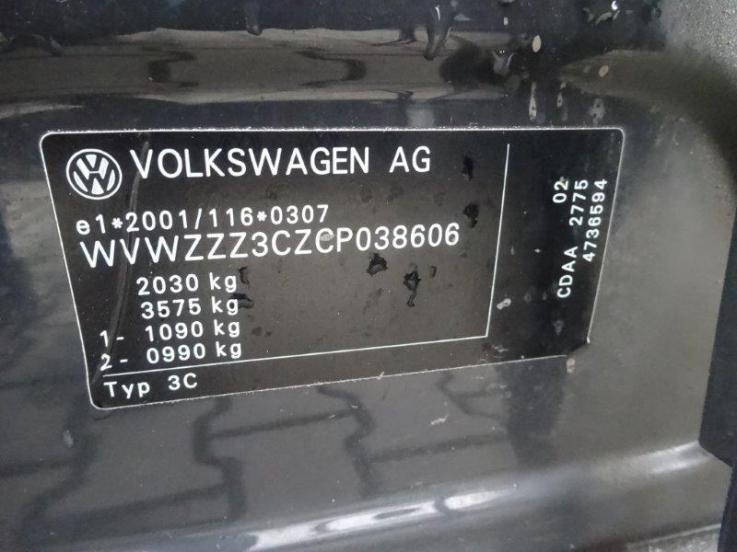 VOLKSWAGEN AG
e1*2001/116*0307
WVWZZZ3CZCP038606
2030 kg
3575 kg
1- 1090 kg
2- 0990 kg
Typ 3C
02
CDAA 2775
4736594